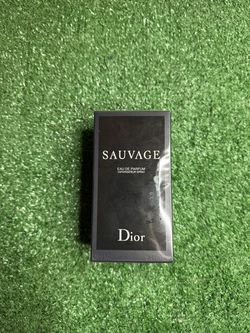 SAUVAGE
EAU DE PARFUM
VAPORISATEUR SPRAY
Dior